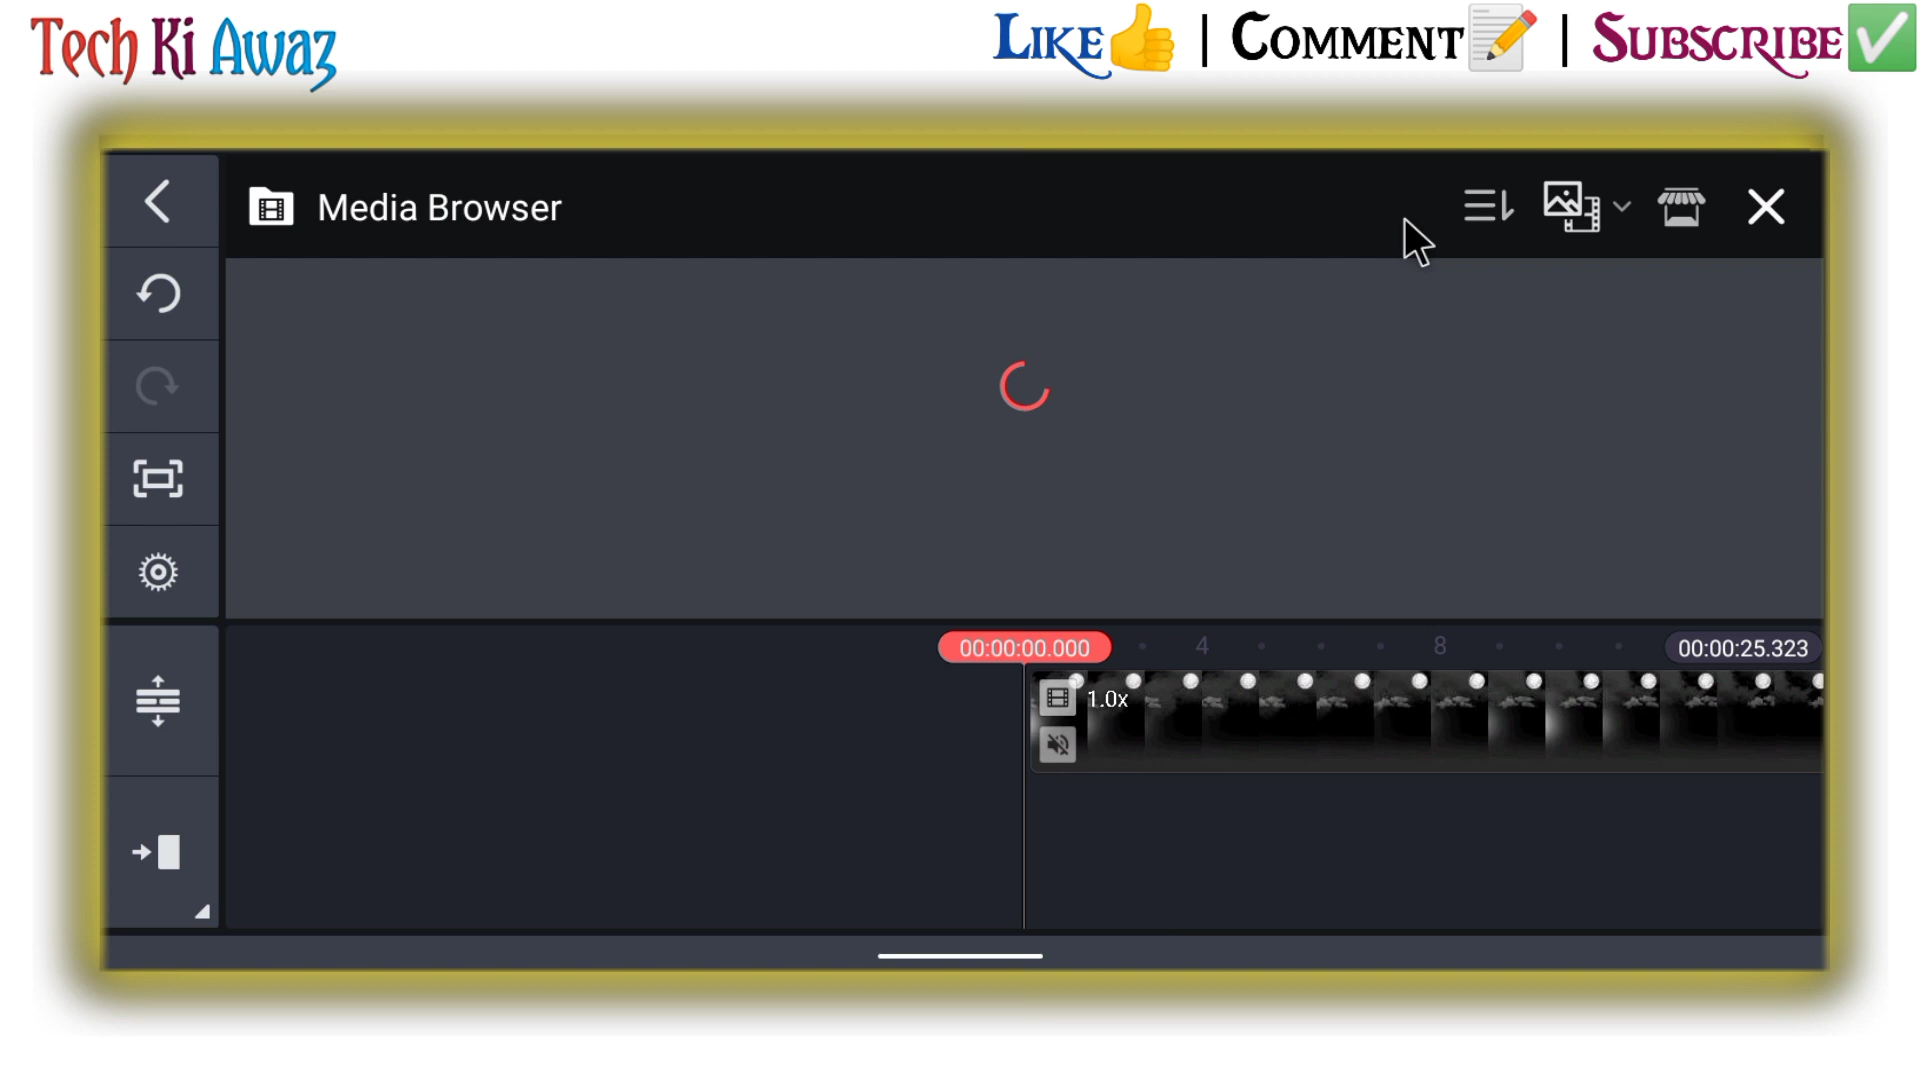 Tech Ki Awaz
Like | Comment | Subscribe
Media Browser
00:00:00.000 4 8 00:00:25.323
1.0x